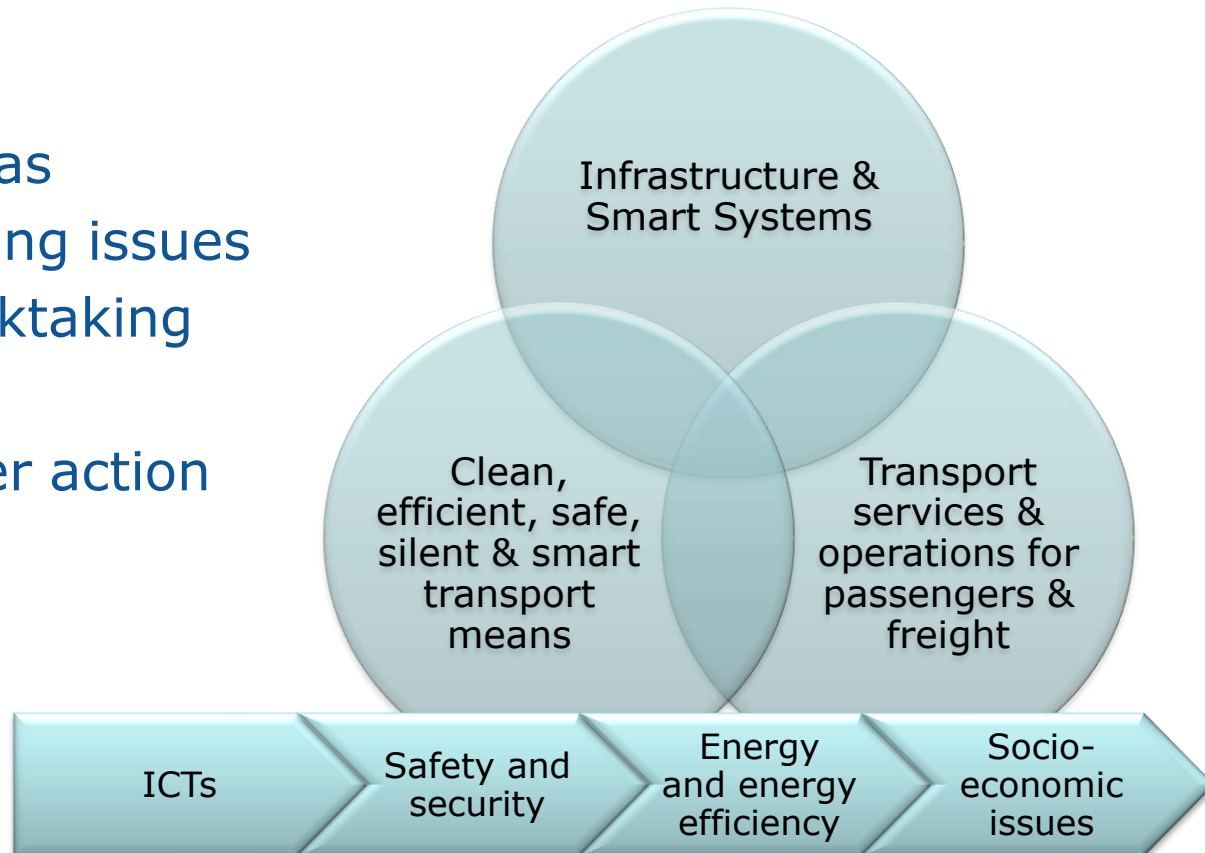 as
ng issues
ktaking
er action
Infrastructure &
Smart Systems
Clean,
efficient, safe,
silent & smart
transport
means
Transport
services &
operations for
passengers &
freight
ICTs
Safety and
security
Energy
and energy
efficiency
Socio-
economic
issues